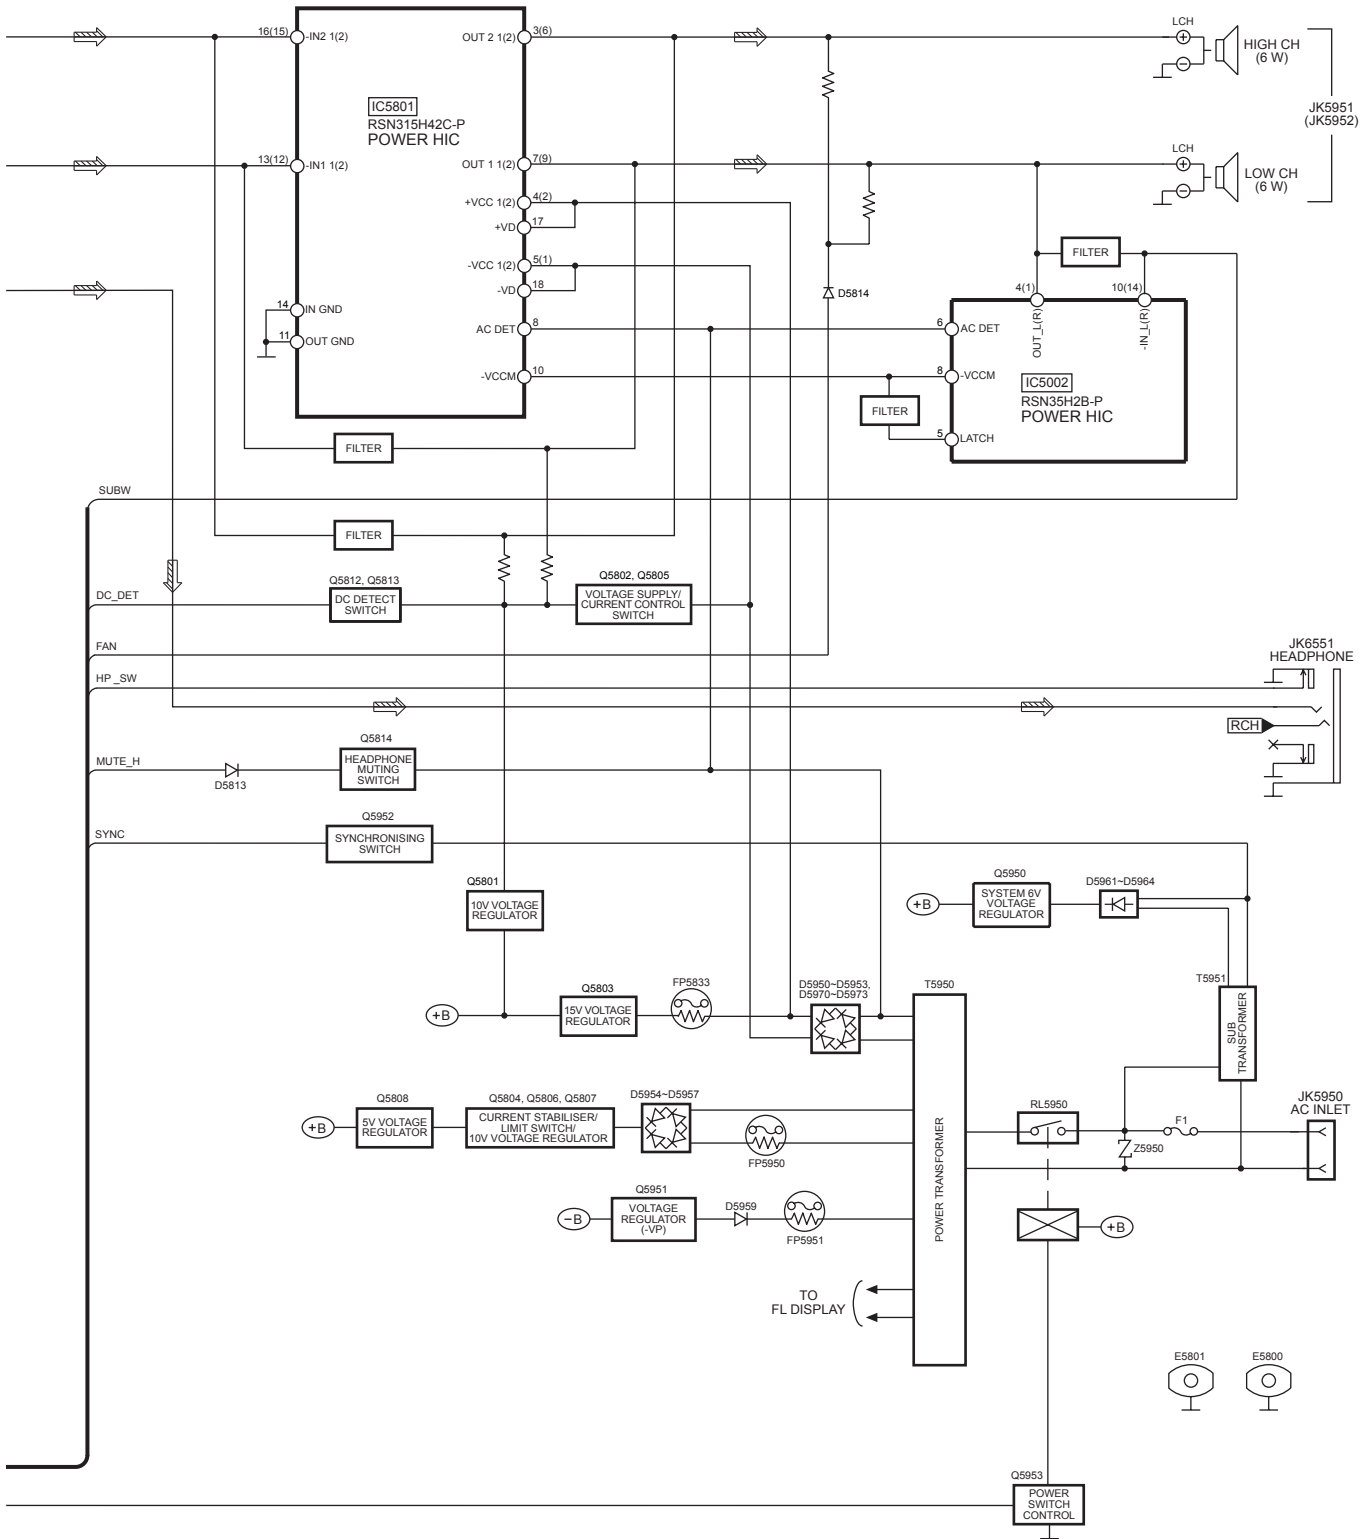 LCH
HIGH CH
(6 W)
JK5951
(JK5952)
LCH
LOW CH
(6 W)
16(15)
-IN2 1(2)
OUT 2 1(2)
3(6)
IC5801
RSN315H42C-P
POWER HIC
13(12)
-IN1 1(2)
OUT 1 1(2)
7(9)
+VCC 1(2)
4(2)
+VD
17
-VCC 1(2)
5(1)
-VD
18
14
IN GND
11
OUT GND
AC DET
8
-VCCM
10
D5814
FILTER
4(1)
10(14)
OUT_L(R)
-IN_L(R)
6
AC DET
8
-VCCM
IC5002
RSN35H2B-P
POWER HIC
FILTER
5
LATCH
FILTER
SUBW
FILTER
DC_DET
Q5812, Q5813
DC DETECT
SWITCH
Q5802, Q5805
VOLTAGE SUPPLY/
CURRENT CONTROL
SWITCH
FAN
HP _SW
JK6551
HEADPHONE
RCH
MUTE_H
D5813
Q5814
HEADPHONE
MUTING
SWITCH
SYNC
Q5952
SYNCHRONISING
SWITCH
Q5801
10V VOLTAGE
REGULATOR
+B
Q5950
SYSTEM 6V
VOLTAGE
REGULATOR
D5961~D5964
T5951
SUB
TRANSFORMER
+B
Q5803
15V VOLTAGE
REGULATOR
FP5833
D5950~D5953,
D5970~D5973
T5950
POWER TRANSFORMER
+B
Q5808
5V VOLTAGE
REGULATOR
Q5804, Q5806, Q5807
CURRENT STABILISER/
LIMIT SWITCH/
10V VOLTAGE REGULATOR
D5954~D5957
FP5950
RL5950
F1
Z5950
JK5950
AC INLET
−B
Q5951
VOLTAGE
REGULATOR
(-VP)
D5959
FP5951
+B
TO
FL DISPLAY
E5801
E5800
Q5953
POWER
SWITCH
CONTROL